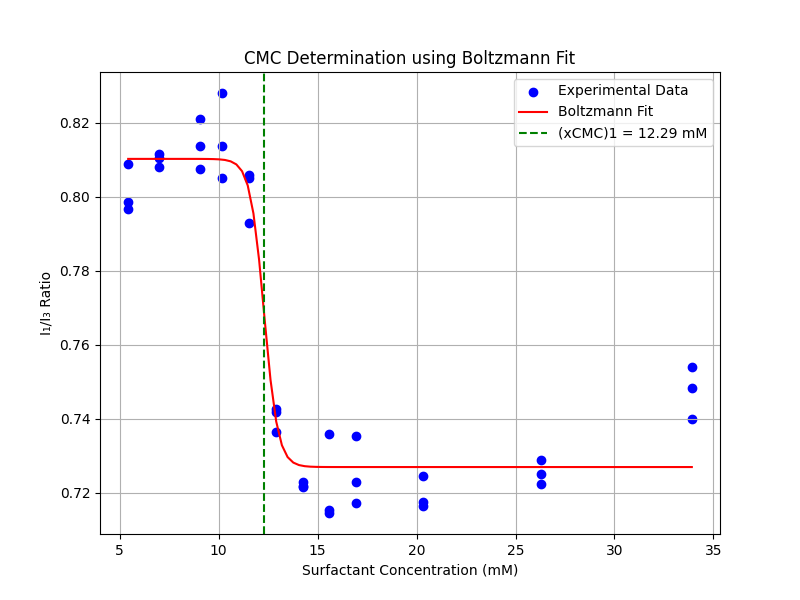 CMC Determination using Boltzmann Fit
Experimental Data
Boltzmann Fit
(xCMC)1 = 12.29 mM
I₁/I₃ Ratio
0.82
0.80
0.78
0.76
0.74
0.72
5 10 15 20 25 30 35
Surfactant Concentration (mM)